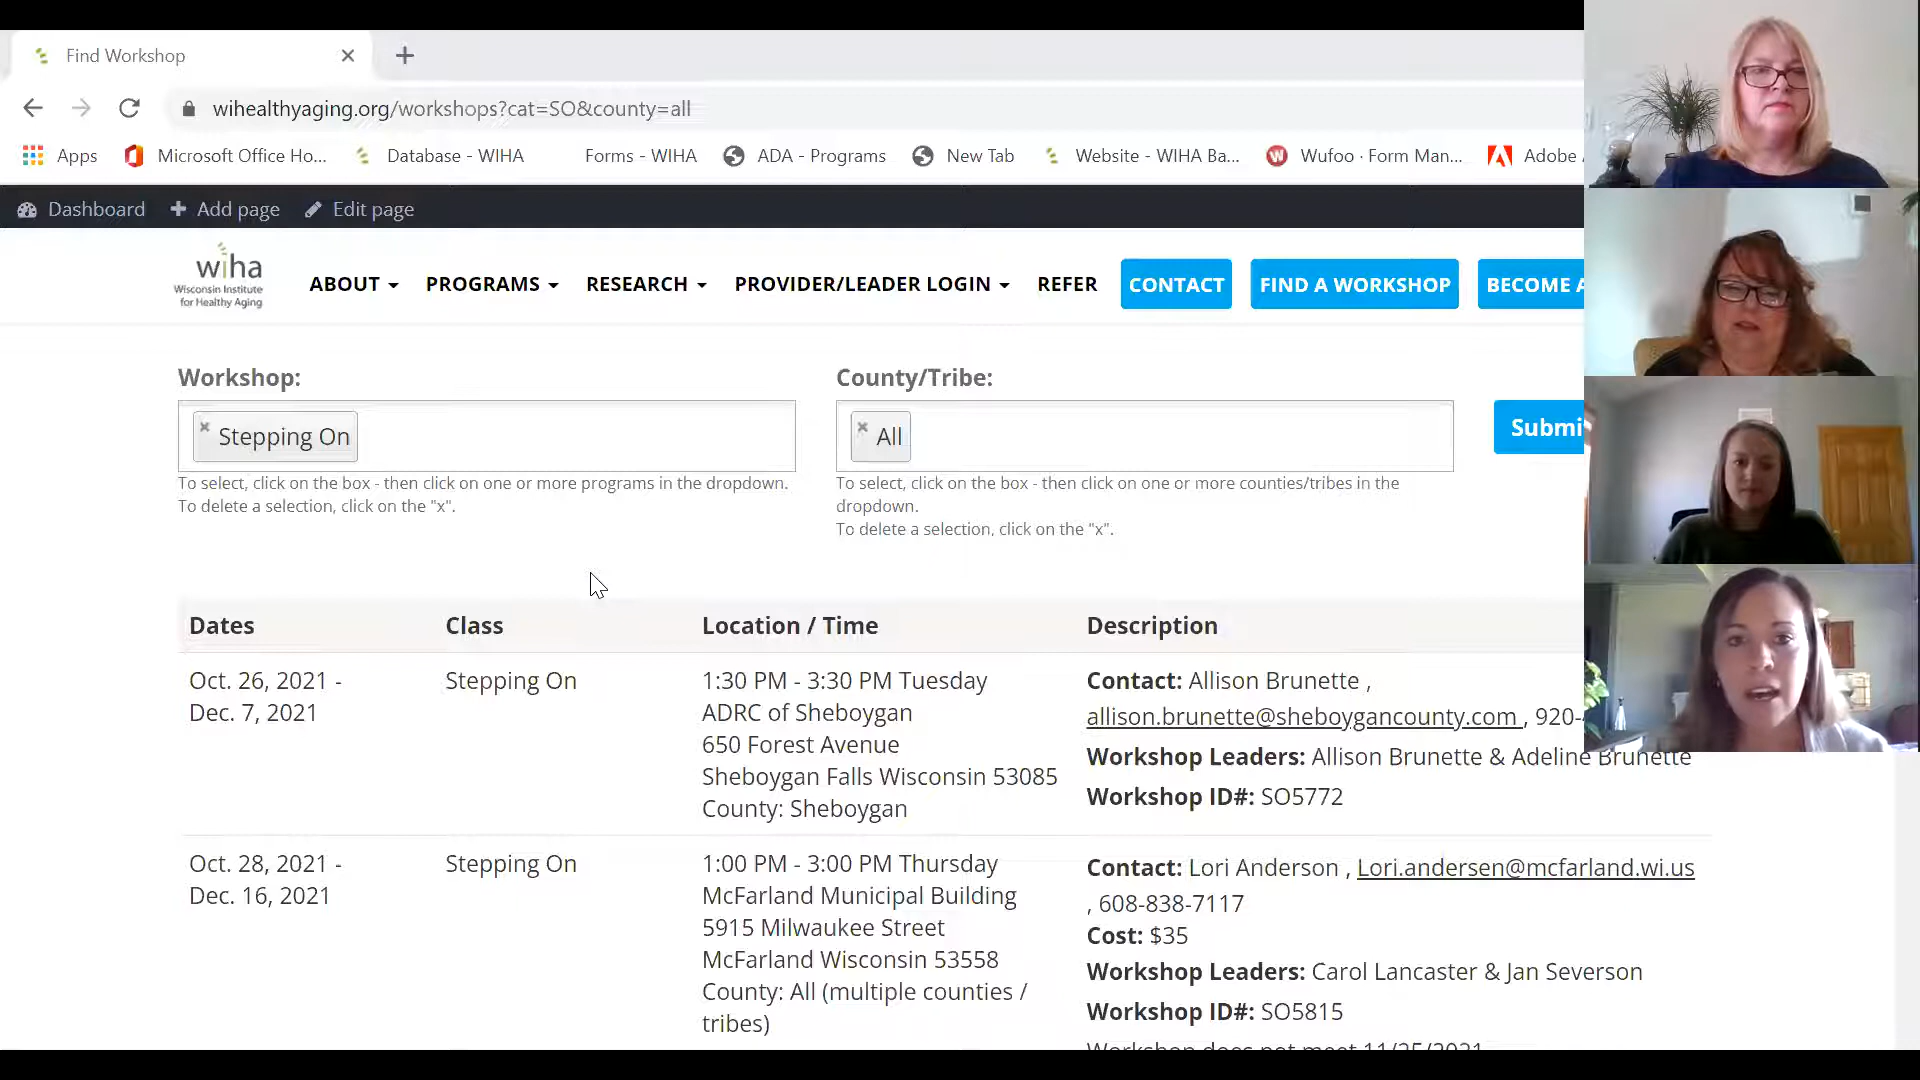 Find Workshop
wihealthyaging.org/workshops?cat=SO&county=all
Apps Microsoft Office Ho... Database - WIHA Forms - WIHA ADA - Programs New Tab Website - WIHA Ba... Wufoo · Form Man... Adobe
Dashboard Add page Edit page
wiha
Wisconsin Institute
for Healthy Aging
ABOUT PROGRAMS RESEARCH PROVIDER/LEADER LOGIN REFER CONTACT FIND A WORKSHOP BECOME A
Workshop: County/Tribe:
× Stepping On × All Submi
To select, click on the box - then click on one or more programs in the dropdown.
To delete a selection, click on the "x".
To select, click on the box - then click on one or more counties/tribes in the
dropdown.
To delete a selection, click on the "x".
Dates Class Location / Time Description
Oct. 26, 2021 -
Dec. 7, 2021
Stepping On
1:30 PM - 3:30 PM Tuesday
ADRC of Sheboygan
650 Forest Avenue
Sheboygan Falls Wisconsin 53085
County: Sheboygan
Contact: Allison Brunette ,
allison.brunette@sheboygancounty.com , 920-
Workshop Leaders: Allison Brunette & Adeline Brunette
Workshop ID#: SO5772
Oct. 28, 2021 -
Dec. 16, 2021
Stepping On
1:00 PM - 3:00 PM Thursday
McFarland Municipal Building
5915 Milwaukee Street
McFarland Wisconsin 53558
County: All (multiple counties /
tribes)
Contact: Lori Anderson , Lori.andersen@mcfarland.wi.us
, 608-838-7117
Cost: $35
Workshop Leaders: Carol Lancaster & Jan Severson
Workshop ID#: SO5815
Workshop does not meet 11/25/2021